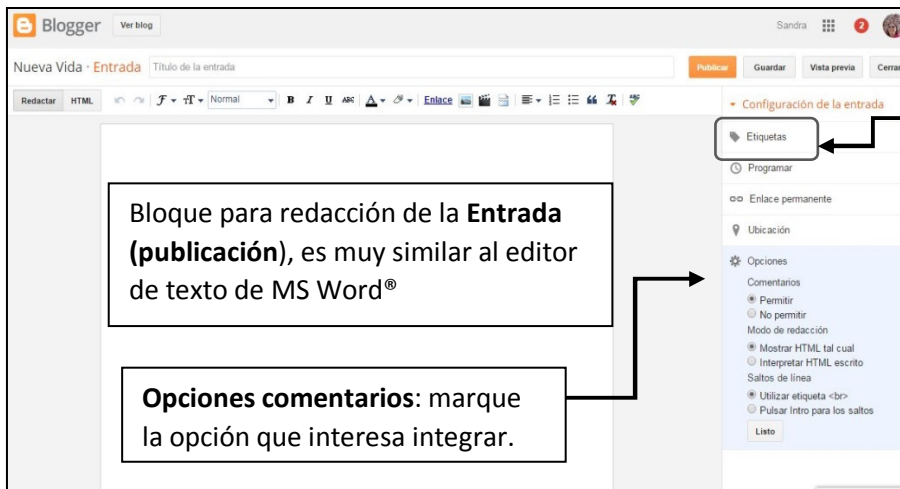 Blogger Ver blog Sandra 2
Nueva Vida · Entrada Título de la entrada Publicar Guardar Vista previa Cerrar
Redactar HTML Normal B I U ABC A Enlace
Configuración de la entrada
Etiquetas
Programar
Enlace permanente
Ubicación
Opciones
Comentarios
Permitir
No permitir
Modo de redacción
Mostrar HTML tal cual
Interpretar HTML escrito
Saltos de línea
Utilizar etiqueta <br>
Pulsar Intro para los saltos
Listo
Bloque para redacción de la Entrada
(publicación), es muy similar al editor
de texto de MS Word®
Opciones comentarios: marque
la opción que interesa integrar.